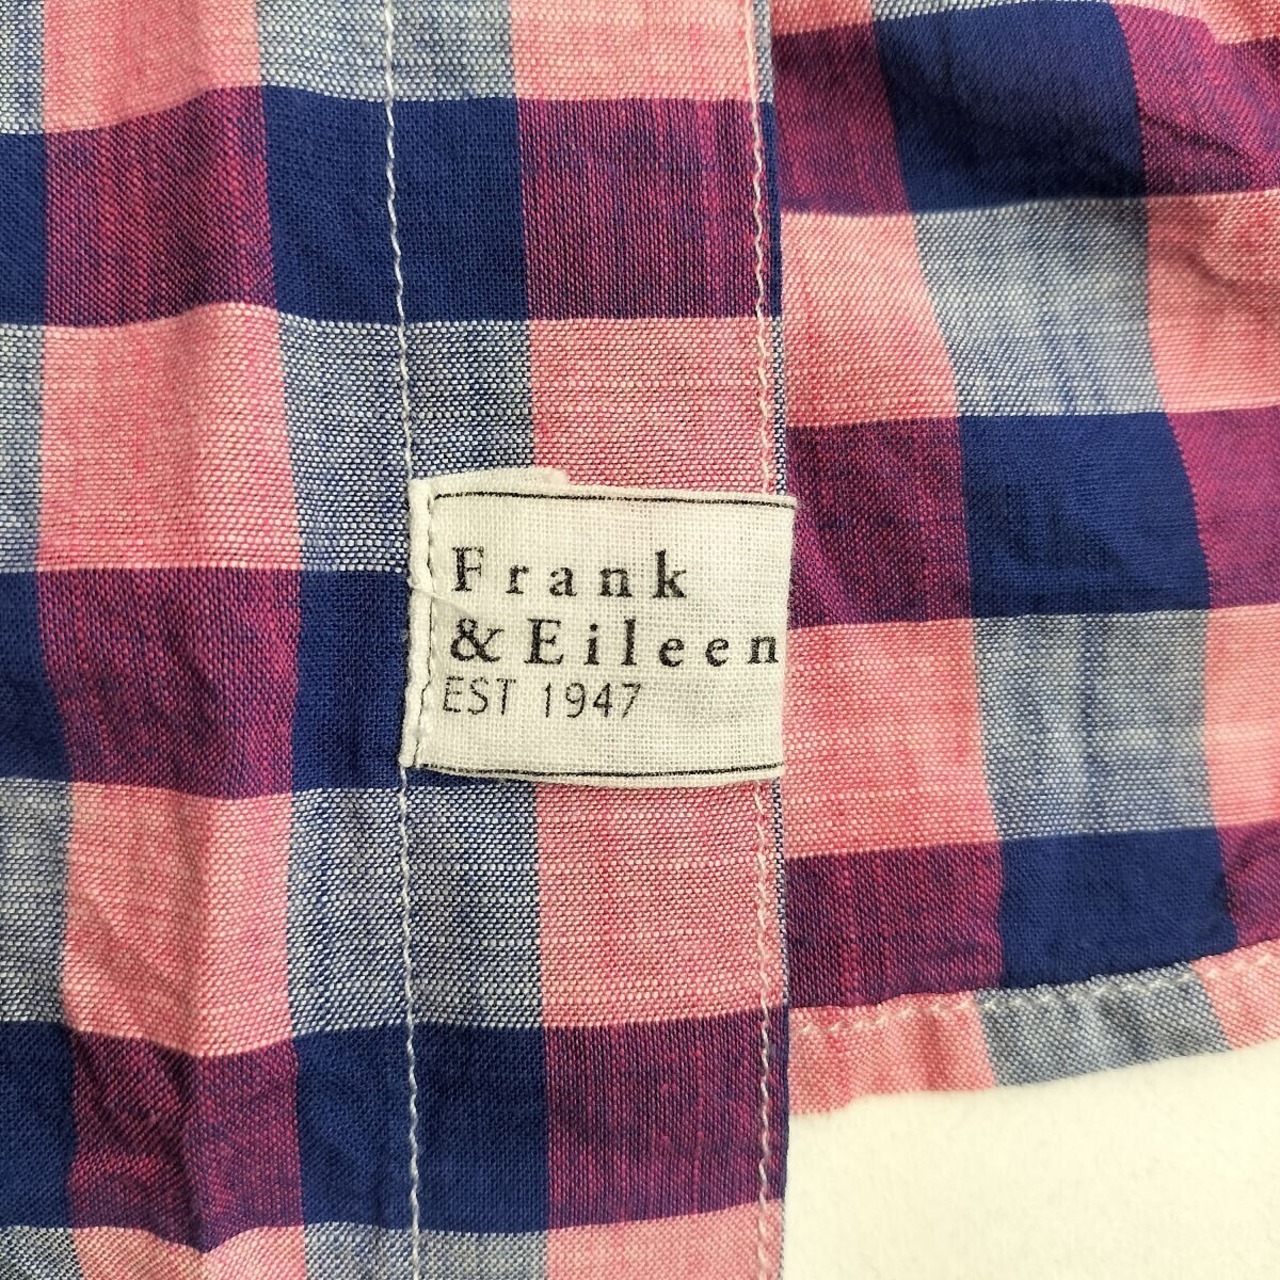 Frank
& Eileen
EST 1947